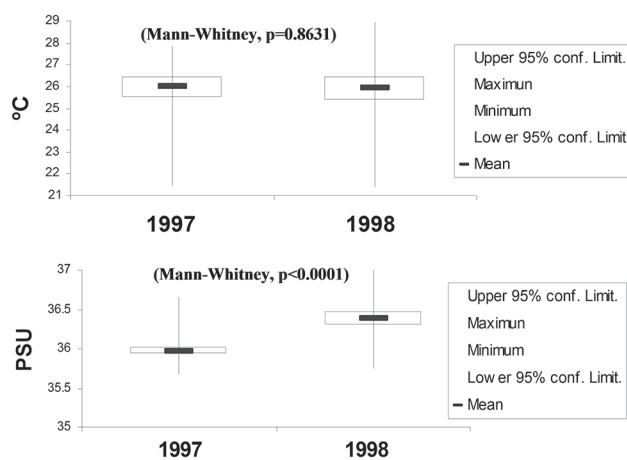 (Mann-Whitney, p=0.8631)
ºC
29
28
27
26
25
24
23
22
21
1997
1998
Upper 95% conf. Limit.
Maximun
Minimum
Low er 95% conf. Limit.
Mean
(Mann-Whitney, p<0.0001)
PSU
37
36.5
36
35.5
35
1997
1998
Upper 95% conf. Limit.
Maximun
Minimum
Low er 95% conf. Limit.
Mean